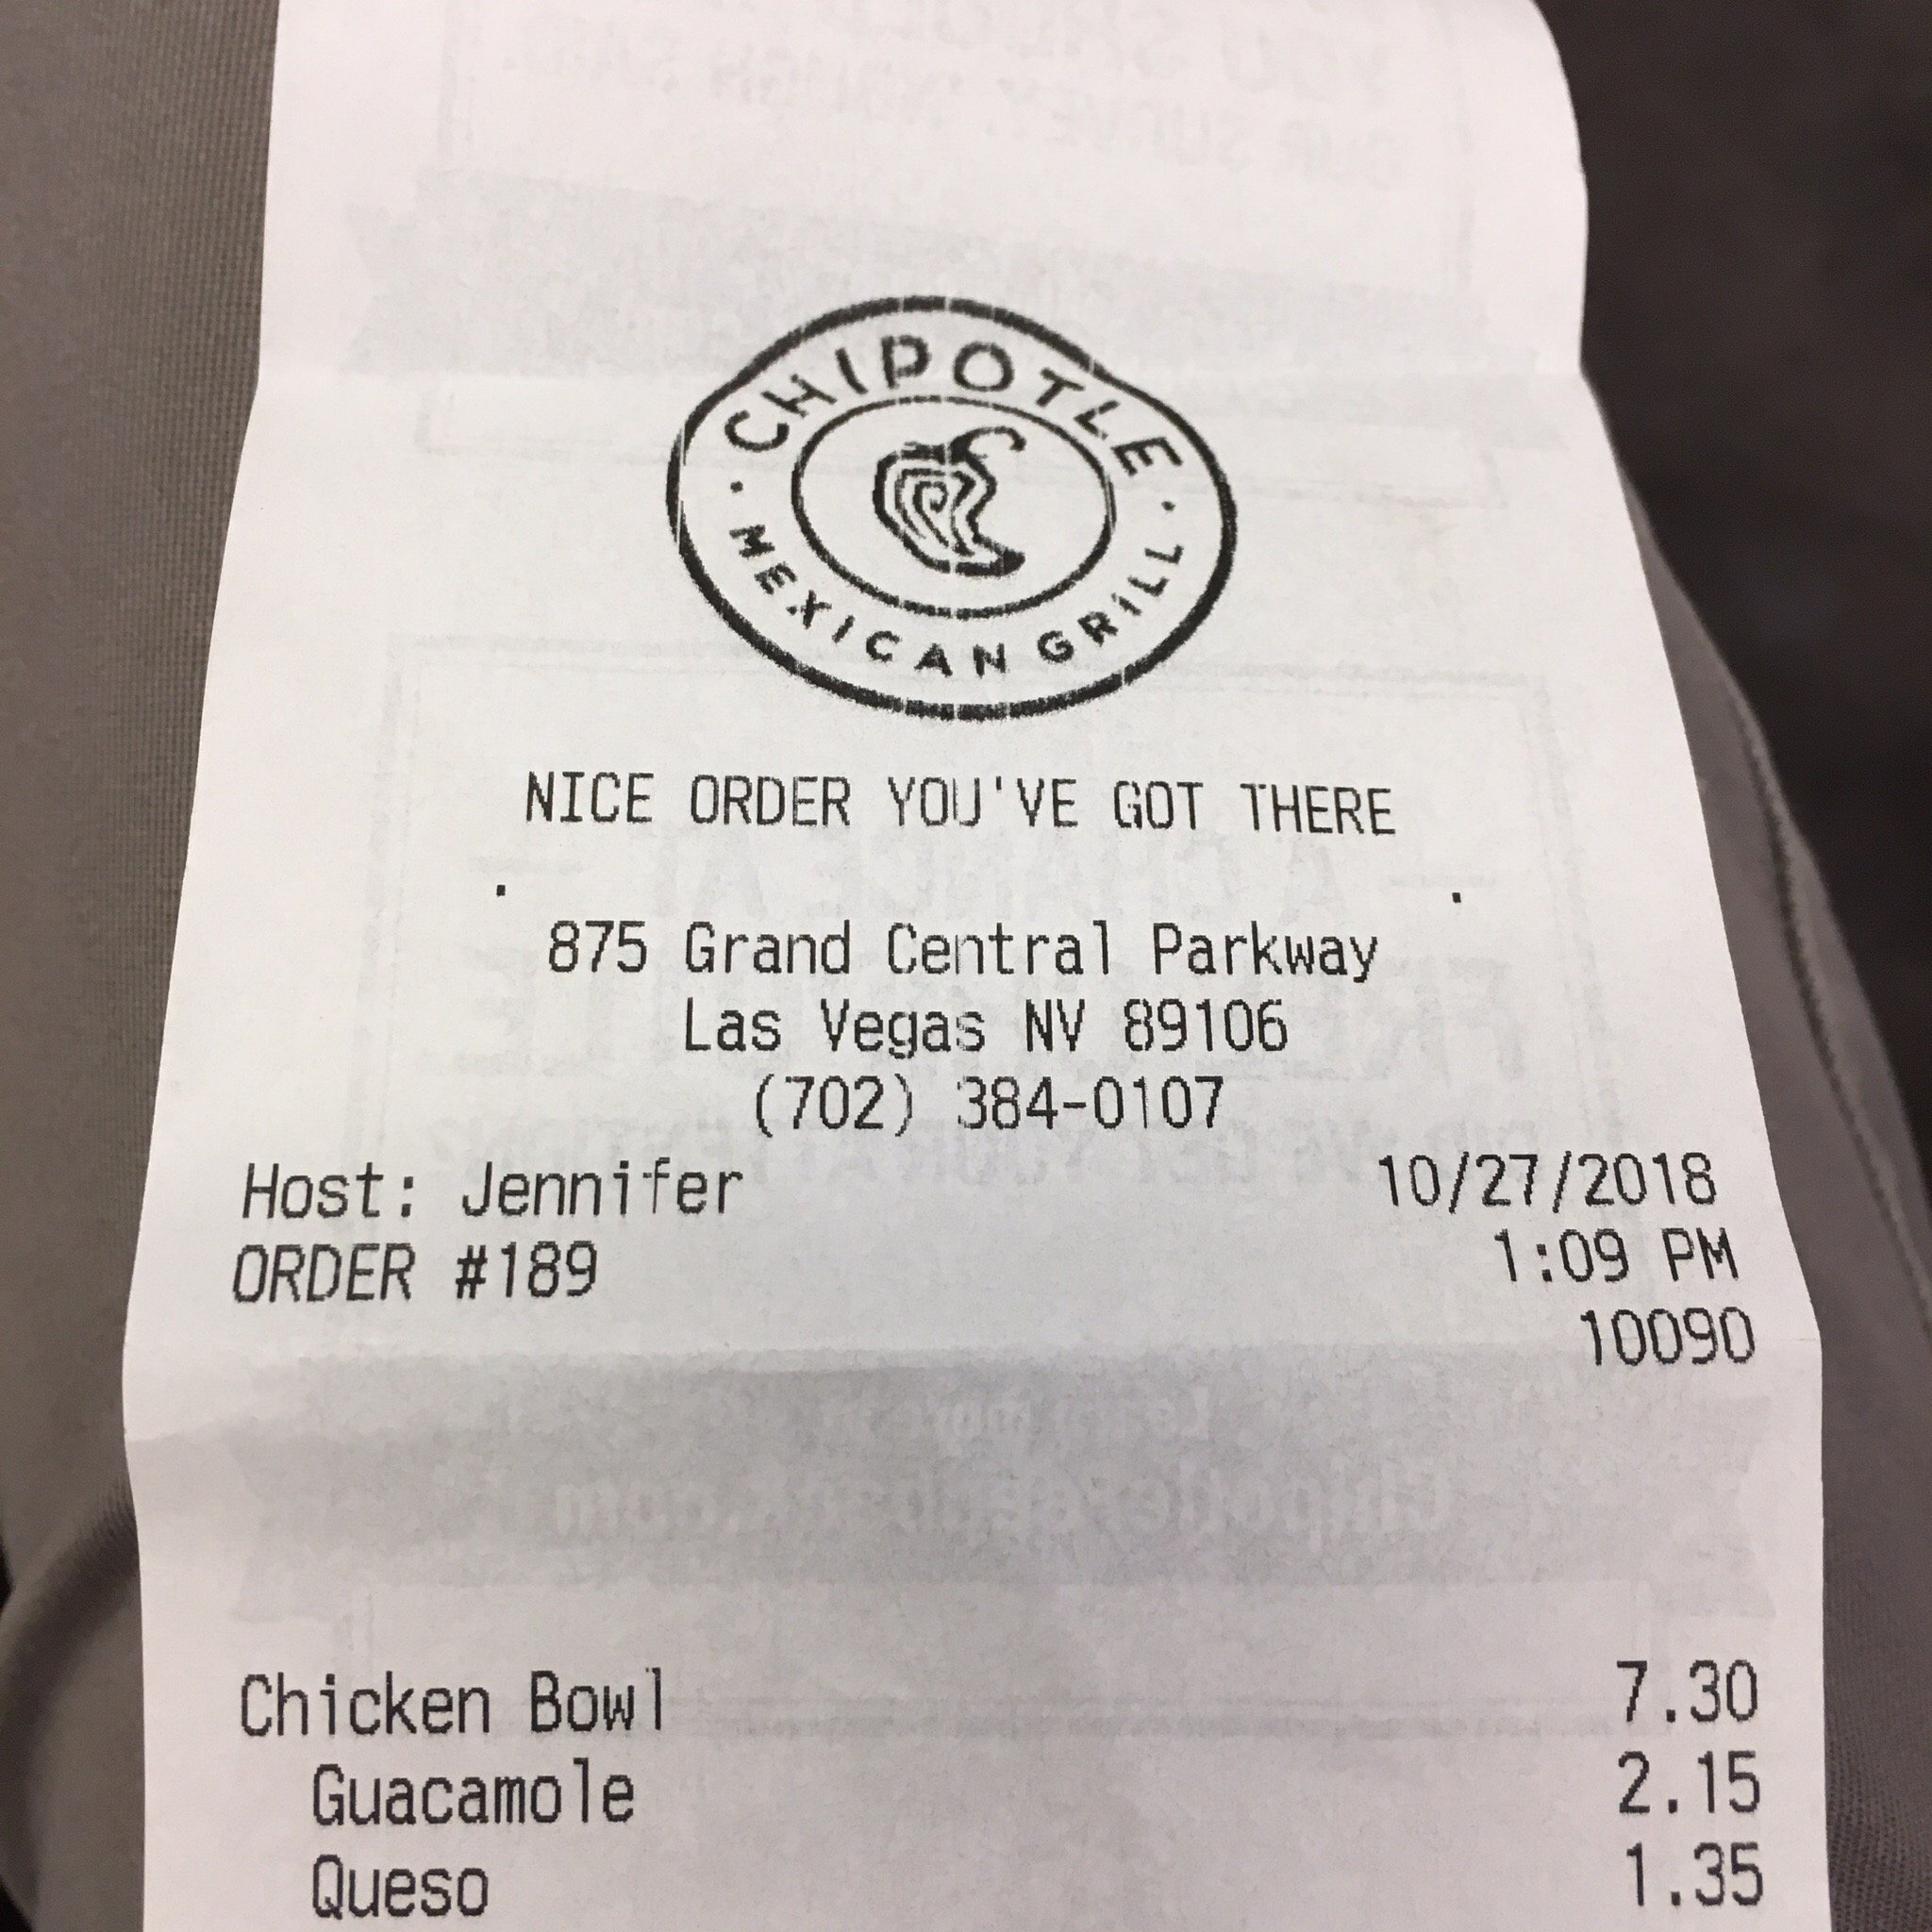 CHIPOTLE
MEXICAN GRILL
NICE ORDER YOU'VE GOT THERE
. .
875 Grand Central Parkway
Las Vegas NV 89106
(702) 384-0107
Host: Jennifer 10/27/2018
ORDER #189 1:09 PM
10090
Chicken Bowl 7.30
Guacamole 2.15
Queso 1.35